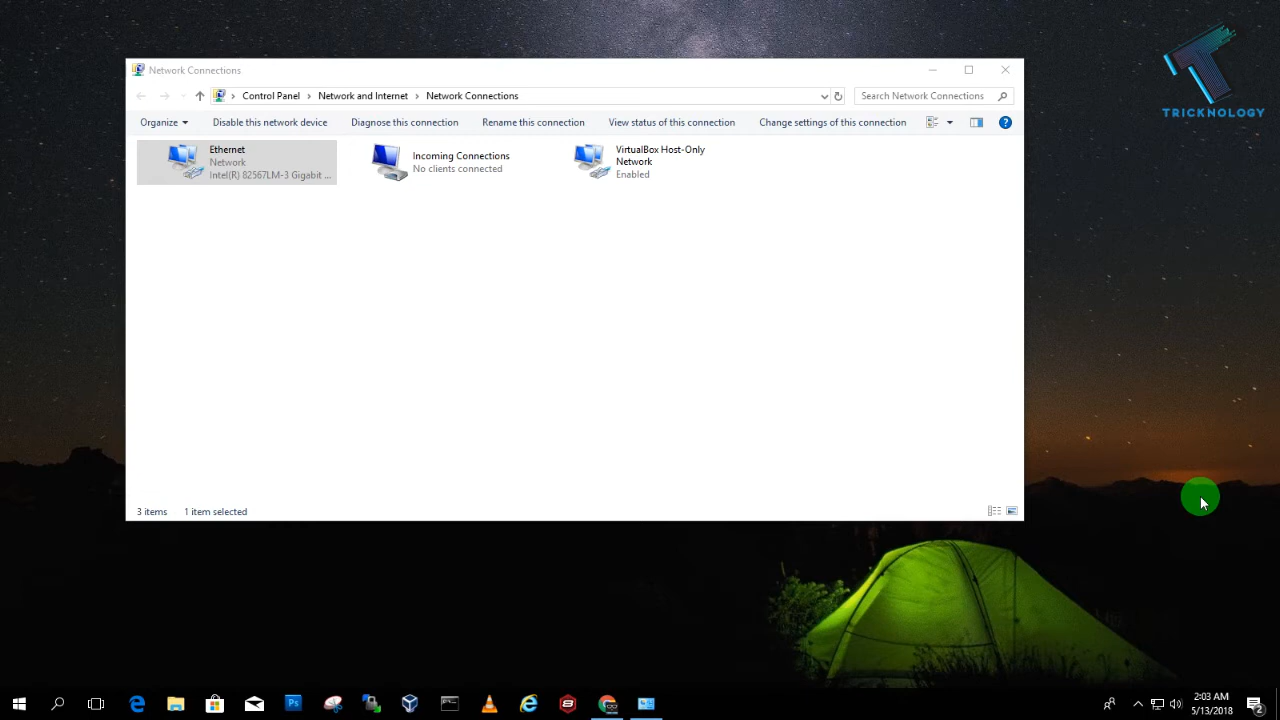 TRICKNOLOGY
Network Connections
Control Panel > Network and Internet > Network Connections
Search Network Connections
Organize
Disable this network device
Diagnose this connection
Rename this connection
View status of this connection
Change settings of this connection
?
Ethernet
Network
Intel(R) 82567LM-3 Gigabit ...
Incoming Connections
No clients connected
VirtualBox Host-Only
Network
Enabled
3 items
1 item selected
Ps
2:03 AM
5/13/2018
2